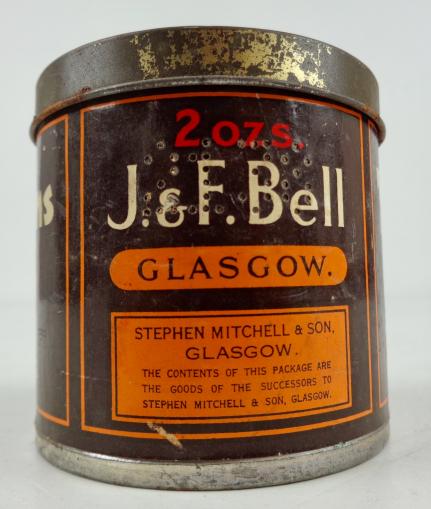 2 OZS.
J. & F. Bell
GLASGOW.
STEPHEN MITCHELL & SON,
GLASGOW.
THE CONTENTS OF THIS PACKAGE ARE
THE GOODS OF THE SUCCESSORS TO
STEPHEN MITCHELL & SON, GLASGOW.